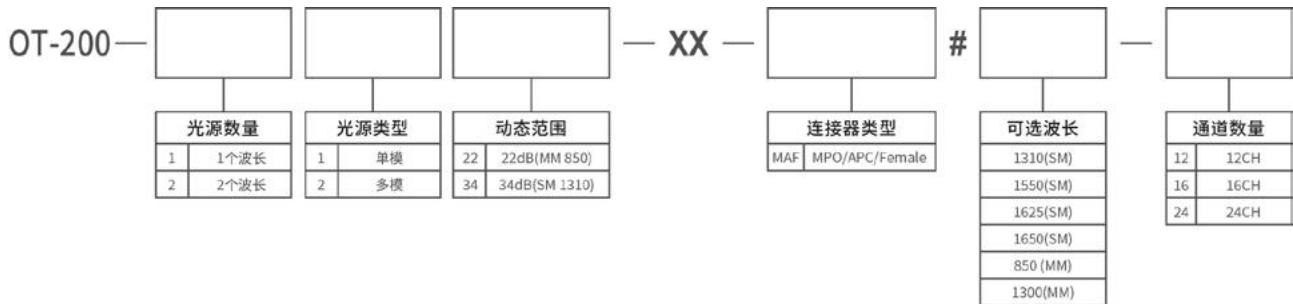 OT-200 — — XX — # —
光源数量
1 1个波长
2 2个波长
光源类型
1 单模
2 多模
动态范围
22 22dB(MM 850)
34 34dB(SM 1310)
连接器类型
MAF MPO/APC/Female
可选波长
1310(SM)
1550(SM)
1625(SM)
1650(SM)
850 (MM)
1300(MM)
通道数量
12 12CH
16 16CH
24 24CH